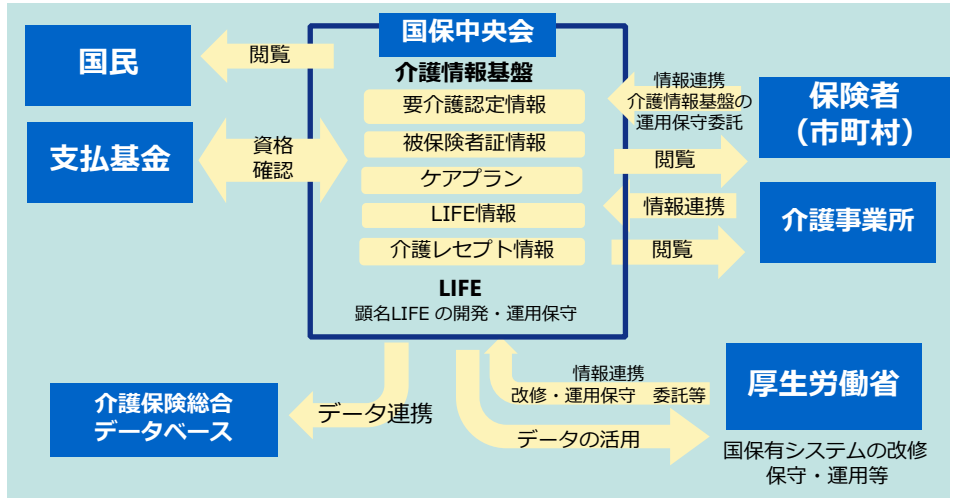 国保中央会
国民
閲覧
介護情報基盤
要介護認定情報
被保険者証情報
ケアプラン
LIFE情報
介護レセプト情報
LIFE
顕名LIFE の開発・運用保守
支払基金
資格
確認
情報連携
介護情報基盤の
運用保守委託
保険者
（市町村）
閲覧
情報連携
介護事業所
閲覧
介護保険総合
データベース
データ連携
情報連携
改修・運用保守　委託等
データの活用
厚生労働省
国保有システムの改修
保守・運用等